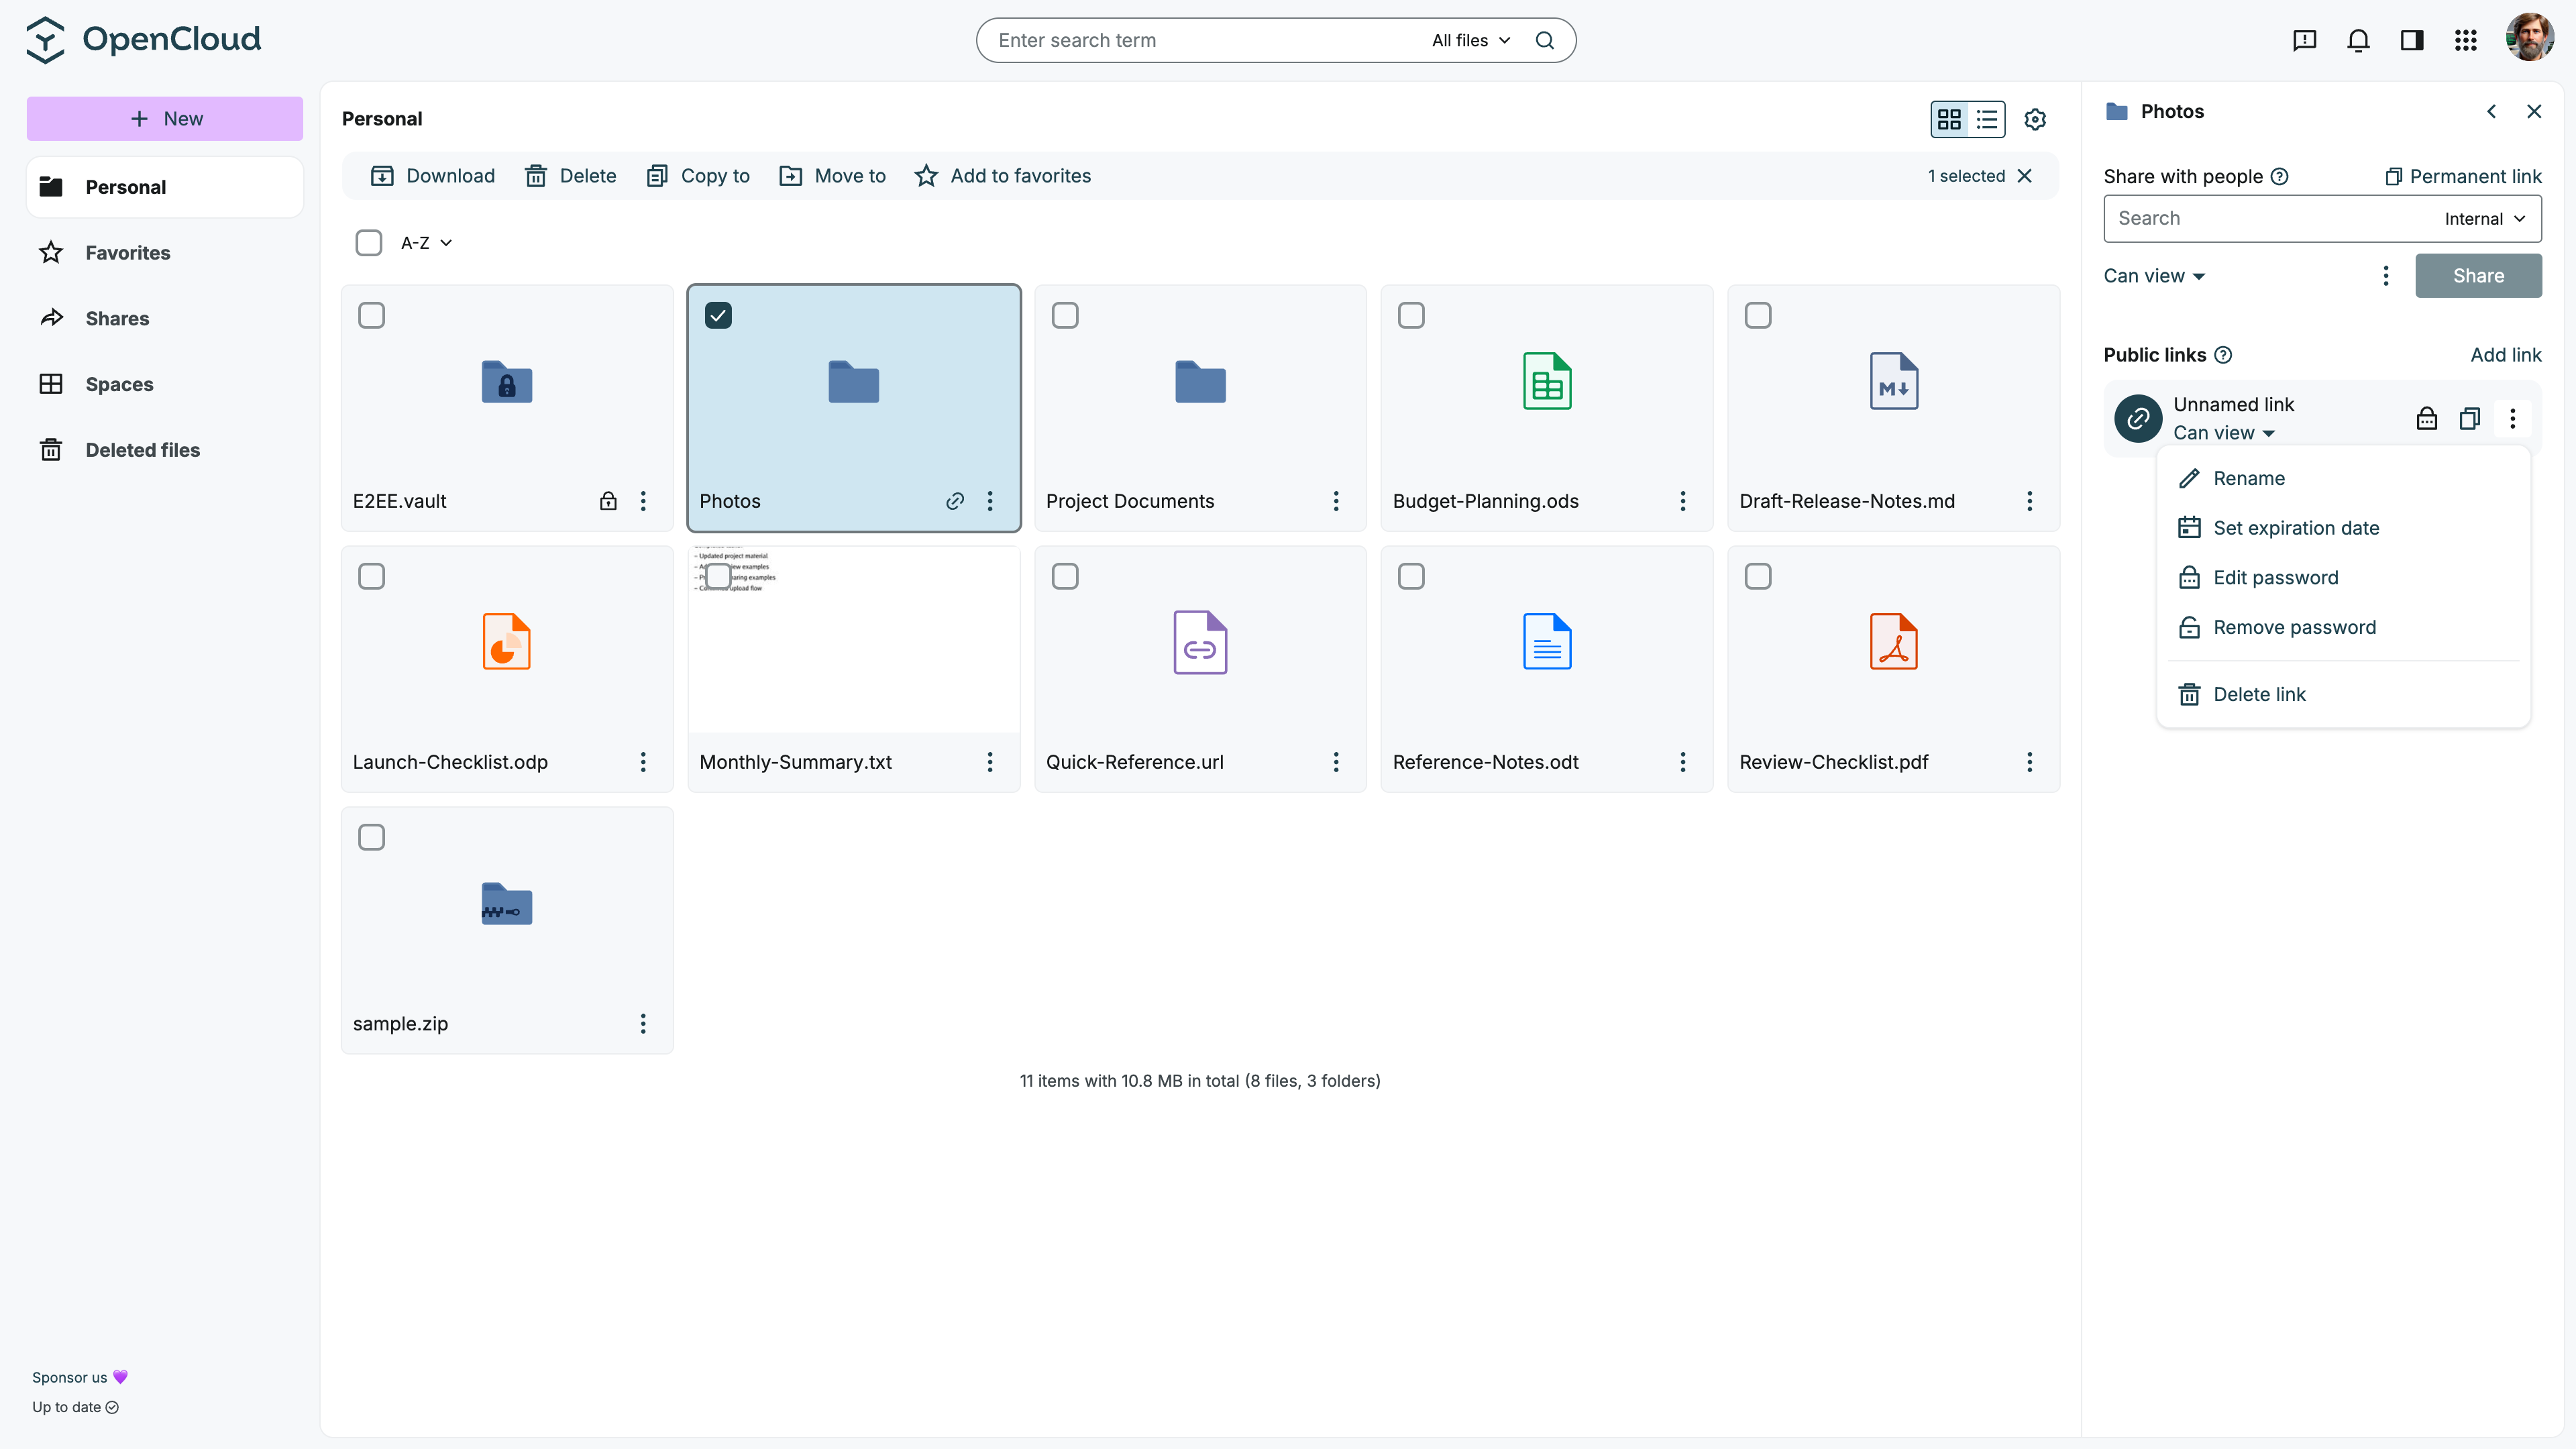 OpenCloud
Enter search term
All files
New
Personal
Favorites
Shares
Spaces
Deleted files
Sponsor us
Up to date
Personal
Download
Delete
Copy to
Move to
Add to favorites
1 selected
A-Z
E2EE.vault
Photos
Project Documents
Budget-Planning.ods
Draft-Release-Notes.md
– Updated project material
Launch-Checklist.odp
Monthly-Summary.txt
Quick-Reference.url
Reference-Notes.odt
Review-Checklist.pdf
sample.zip
11 items with 10.8 MB in total (8 files, 3 folders)
Photos
Share with people
Permanent link
Search
Internal
Can view
Share
Public links
Add link
Unnamed link
Can view
Rename
Set expiration date
Edit password
Remove password
Delete link